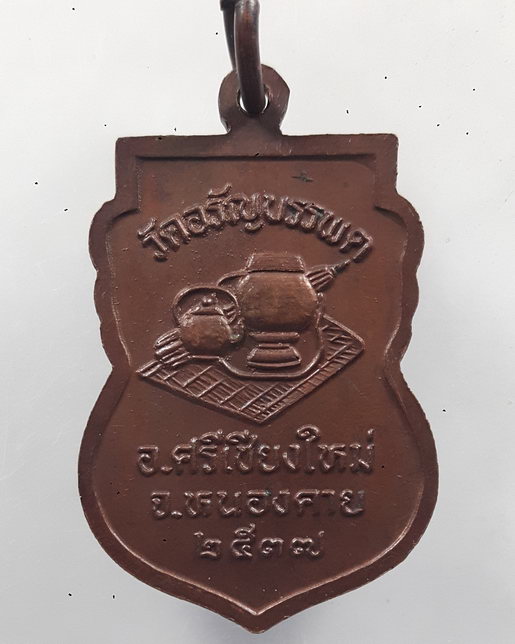 วัดอรัญบรรพต
อ.ศรีเชียงใหม่
จ.หนองคาย
๒๕๓๗